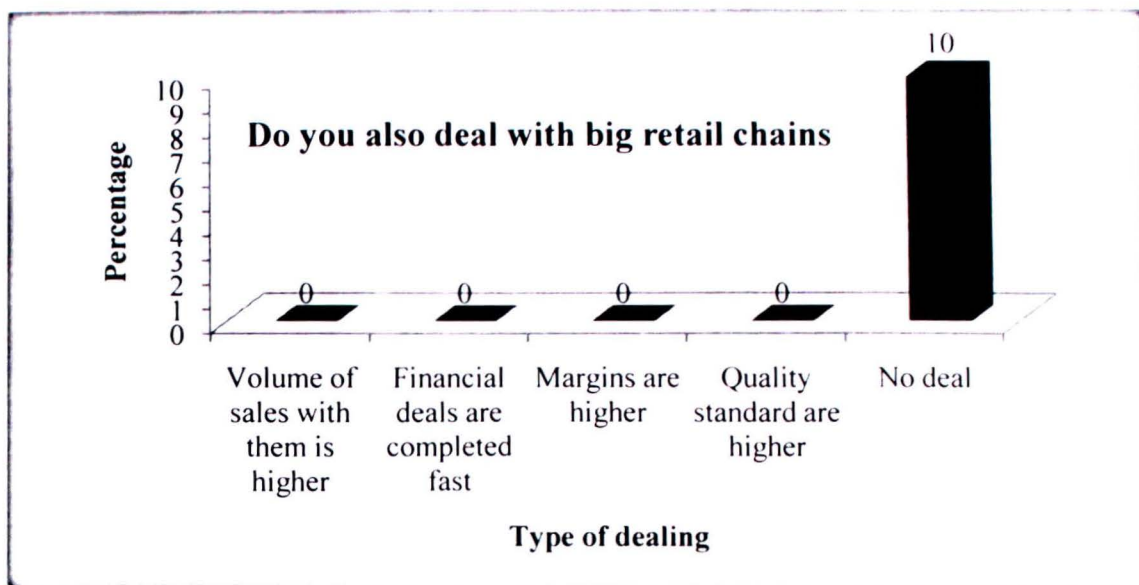 10
10
9
8
7
6
5
4
3
2
1
0
Percentage
Do you also deal with big retail chains
0
0
0
0
Volume of
sales with
them is
higher
Financial
deals are
completed
fast
Margins are
higher
Quality
standard are
higher
No deal
Type of dealing